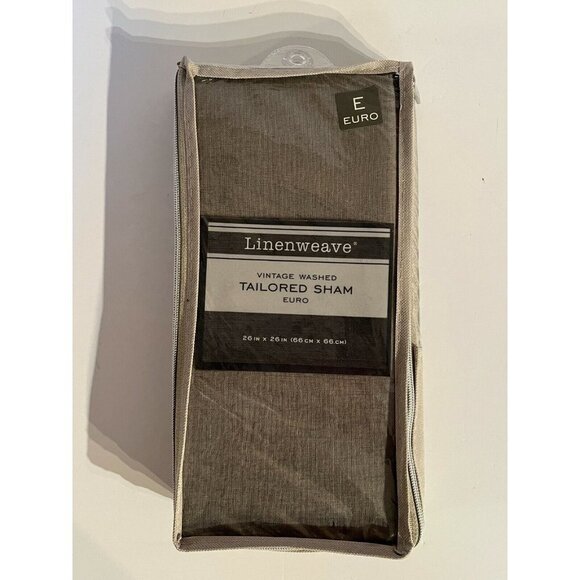 E
EURO
Linenweave®
VINTAGE WASHED
TAILORED SHAM
EURO
26 IN X 26 IN (66 CM X 66 CM)